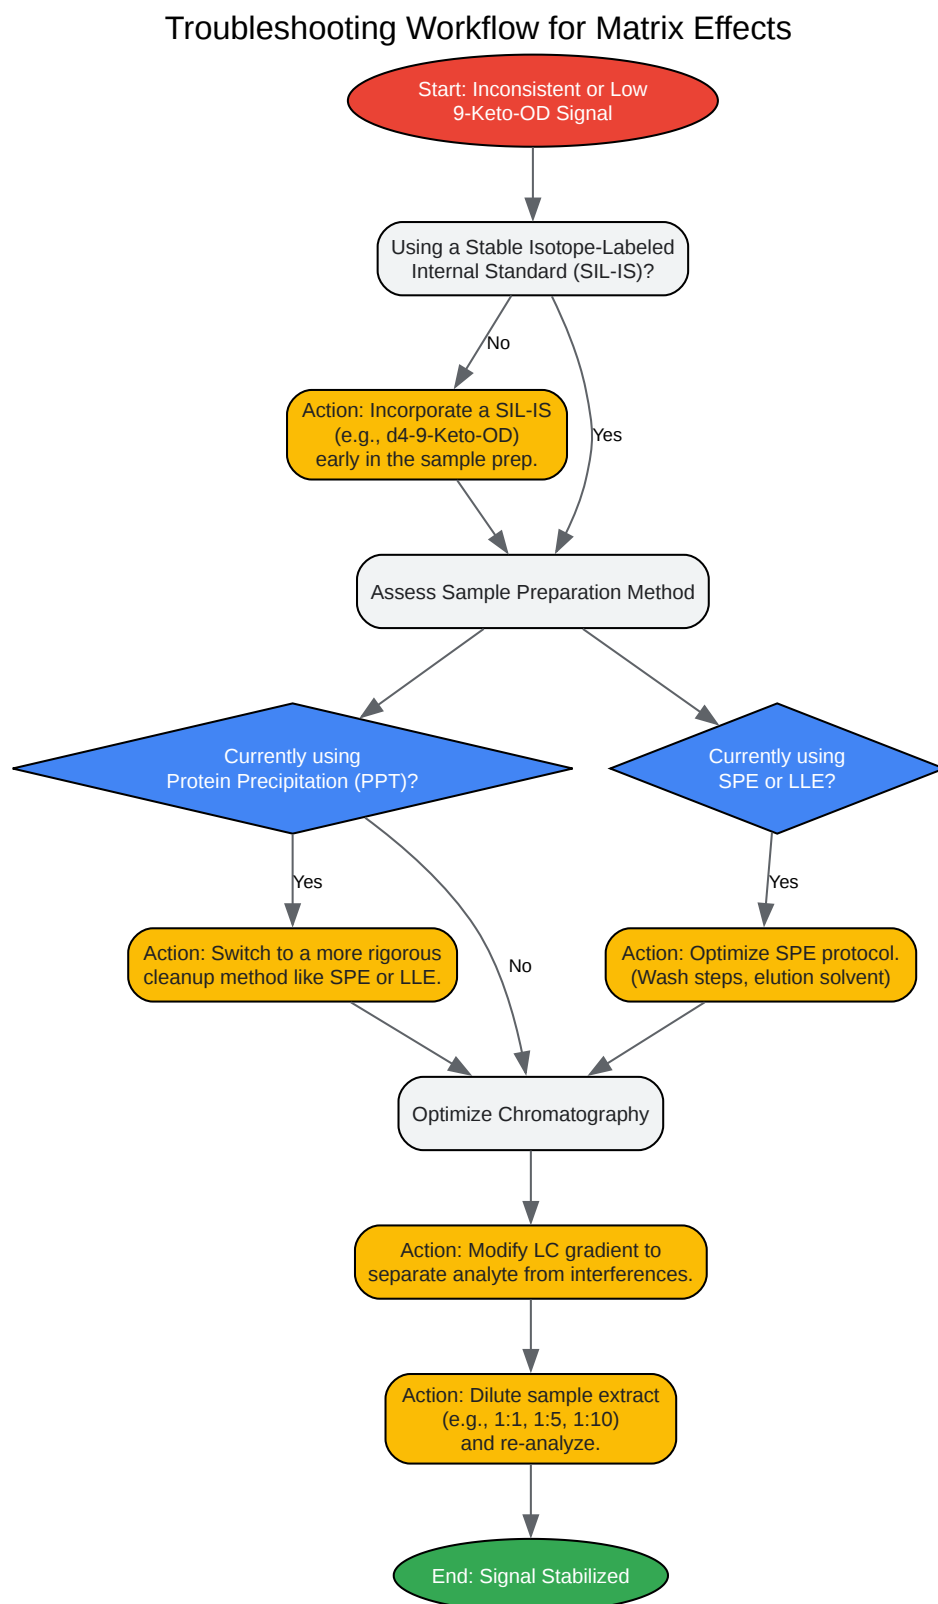 Troubleshooting Workflow for Matrix Effects
Start: Inconsistent or Low
9-Keto-OD Signal
Using a Stable Isotope-Labeled
Internal Standard (SIL-IS)?
No
Yes
Action: Incorporate a SIL-IS
(e.g., d4-9-Keto-OD)
early in the sample prep.
Assess Sample Preparation Method
Currently using
Protein Precipitation (PPT)?
Currently using
SPE or LLE?
Yes
Yes
Action: Switch to a more rigorous
cleanup method like SPE or LLE.
No
Action: Optimize SPE protocol.
(Wash steps, elution solvent)
Optimize Chromatography
Action: Modify LC gradient to
separate analyte from interferences.
Action: Dilute sample extract
(e.g., 1:1, 1:5, 1:10)
and re-analyze.
End: Signal Stabilized